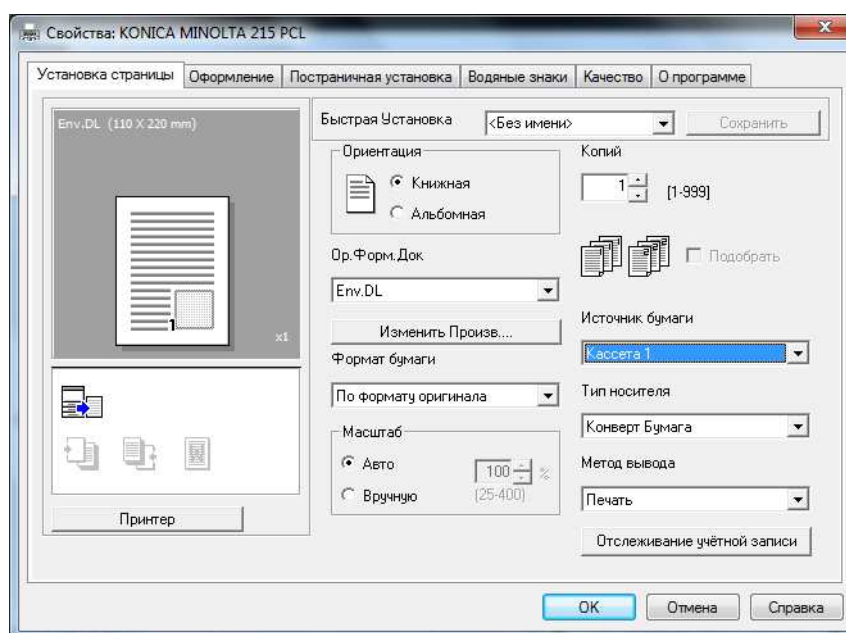 Свойства: KONICA MINOLTA 215 PCL
Установка страницы Оформление Постраничная установка Водяные знаки Качество О программе
Env.DL (110 X 220 mm)
1
x1
Принтер
Быстрая Установка <Без имени> Сохранить
Ориентация
Книжная
Альбомная
Ор.Форм.Док
Env.DL
Изменить Произв....
Формат бумаги
По формату оригинала
Масштаб
Авто
Вручную
100 %
(25-400)
Копий
1 [1-999]
Подобрать
Источник бумаги
Кассета 1
Тип носителя
Конверт Бумага
Метод вывода
Печать
Отслеживание учётной записи
OK Отмена Справка